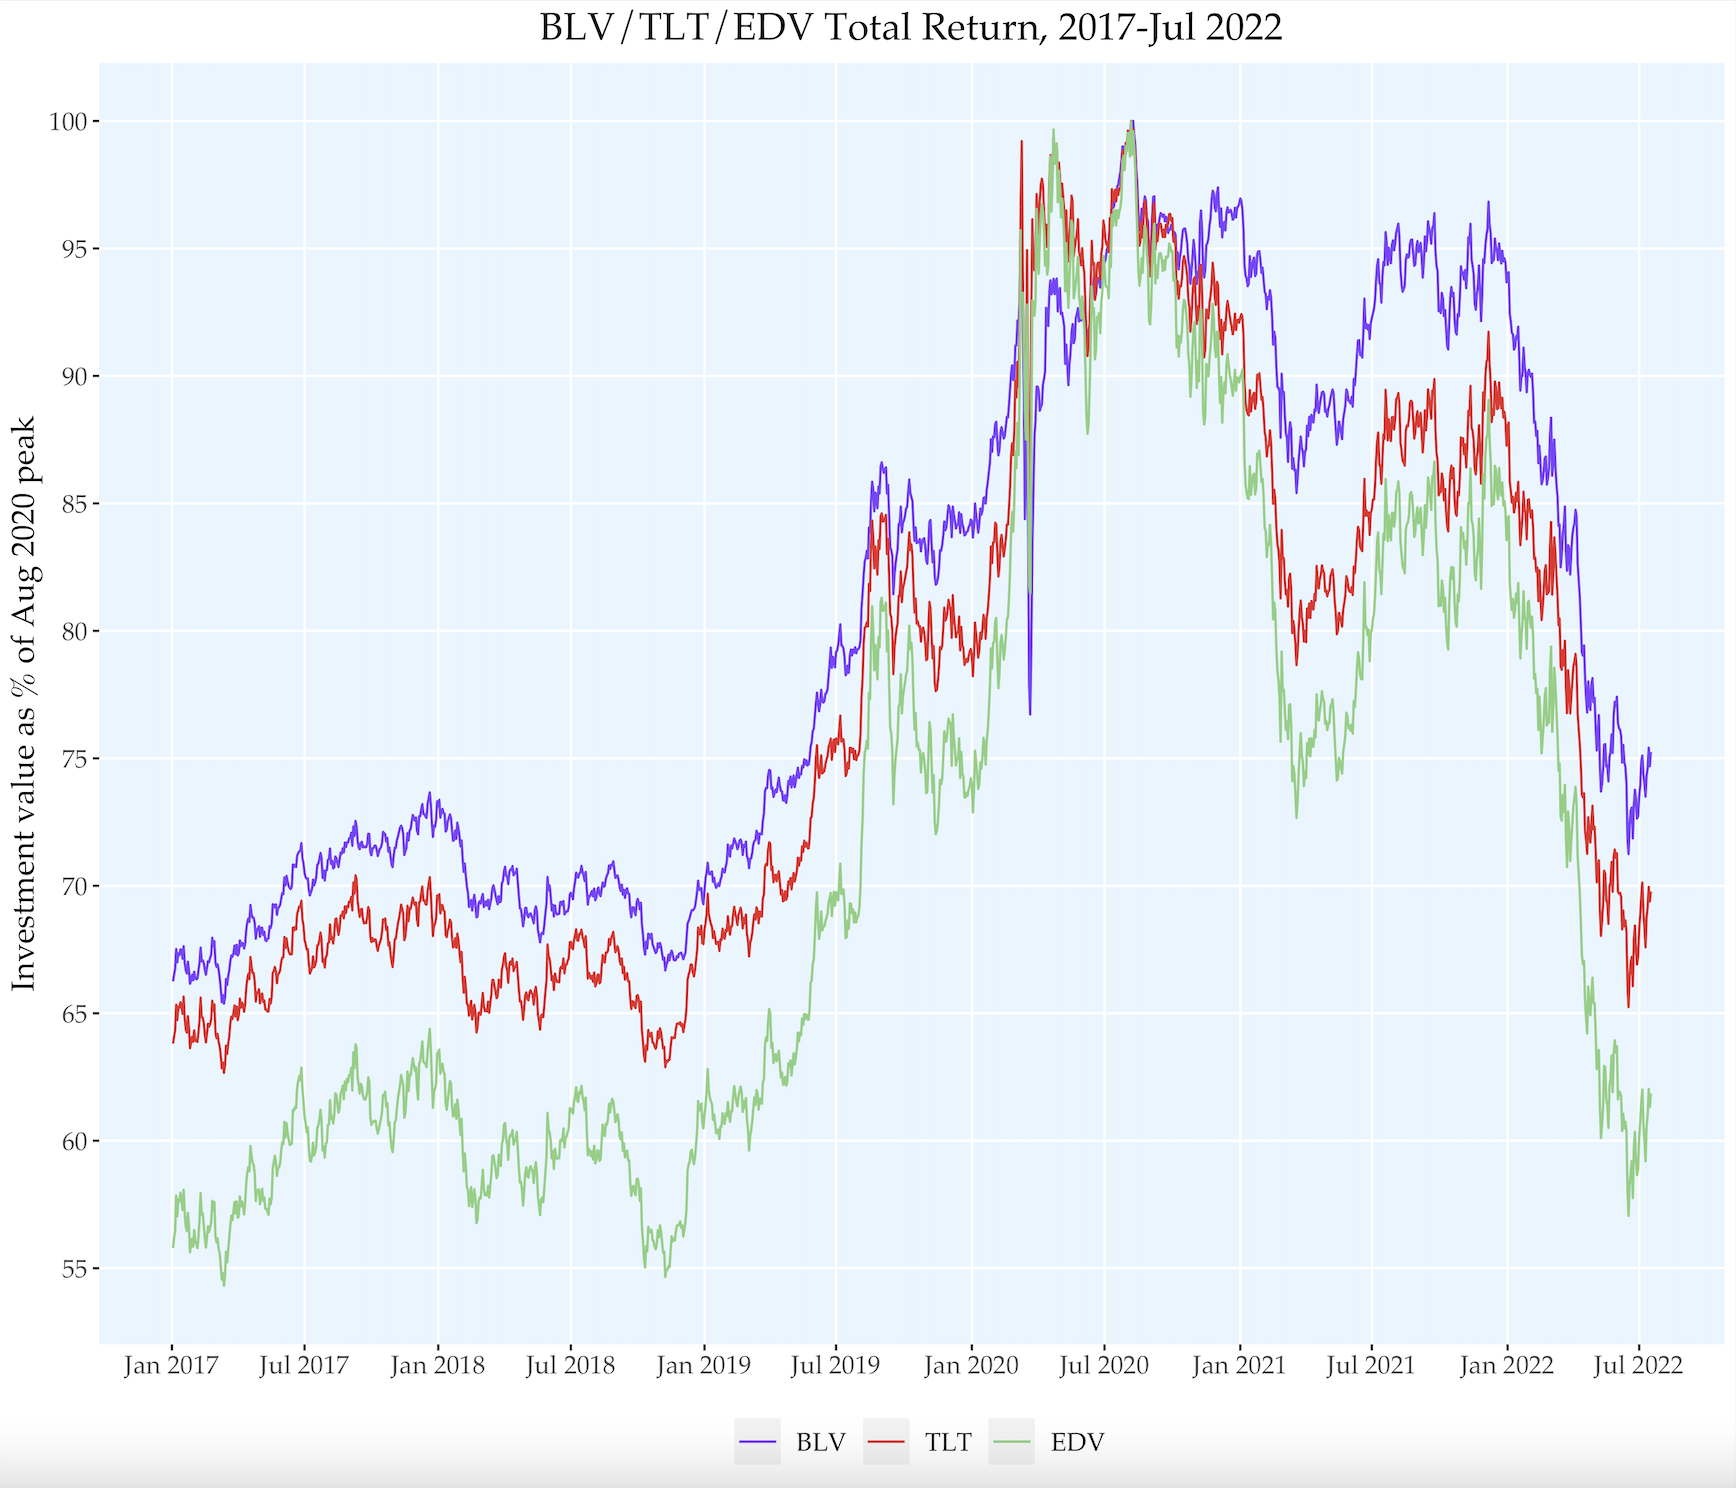 BLV/TLT/EDV Total Return, 2017-Jul 2022
Investment value as % of Aug 2020 peak
100
95
90
85
80
75
70
65
60
55
Jan 2017 Jul 2017 Jan 2018 Jul 2018 Jan 2019 Jul 2019 Jan 2020 Jul 2020 Jan 2021 Jul 2021 Jan 2022 Jul 2022
BLV TLT EDV